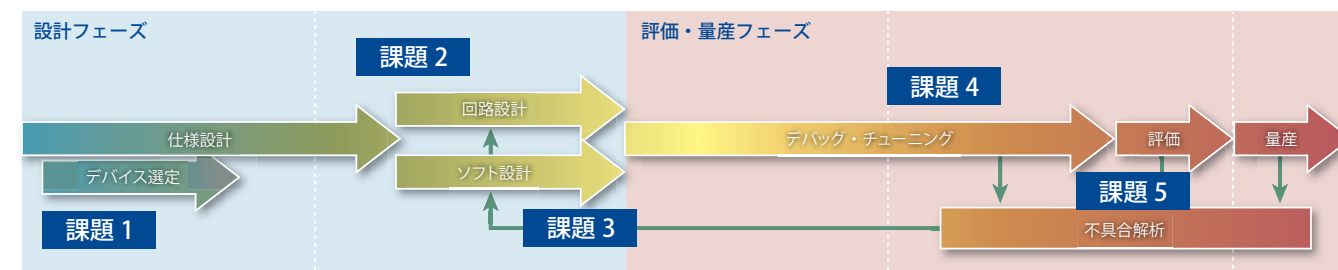 設計フェーズ
評価・量産フェーズ
課題 2
課題 4
回路設計
仕様設計
デバッグ・チューニング
評価
量産
デバイス選定
ソフト設計
課題 5
課題 1
課題 3
不具合解析